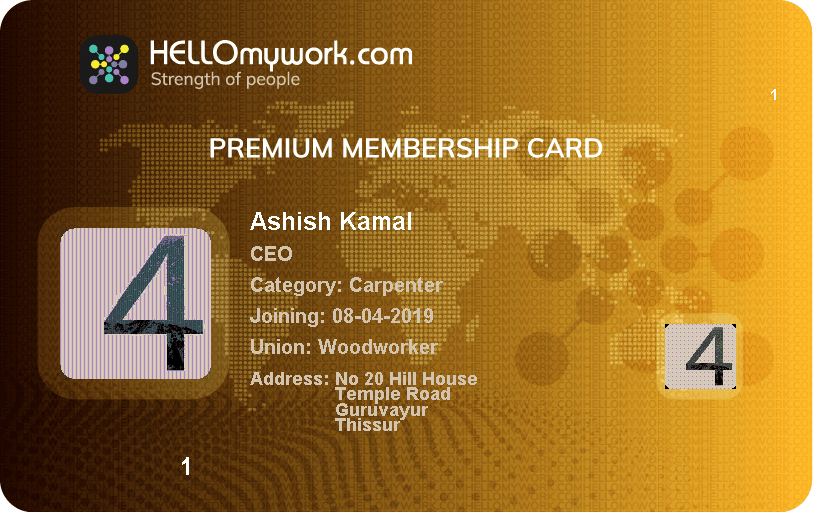 HELLOmywork.com
Strength of people
1
PREMIUM MEMBERSHIP CARD
Ashish Kamal
CEO
Category: Carpenter
Joining: 08-04-2019
Union: Woodworker
Address: No 20 Hill House
Temple Road
Guruvayur
Thissur
4
4
1